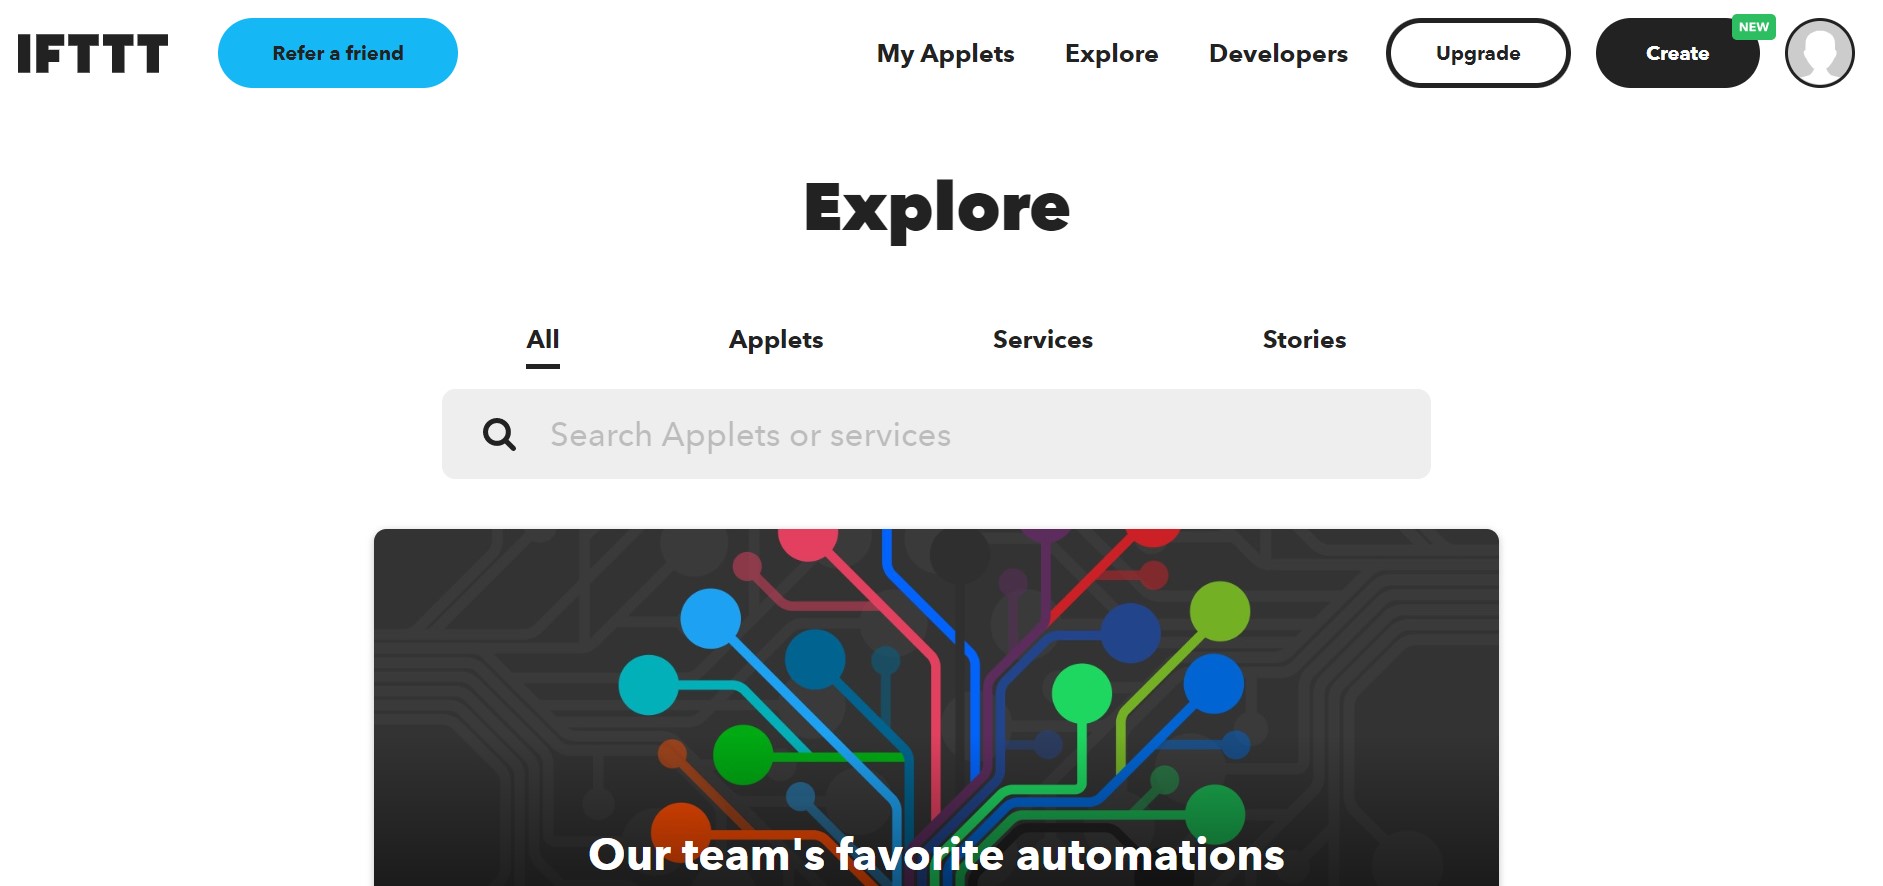 IFTTT
Refer a friend
My Applets
Explore
Developers
Upgrade
Create
NEW
Explore
All
Applets
Services
Stories
Search Applets or services
Our team's favorite automations